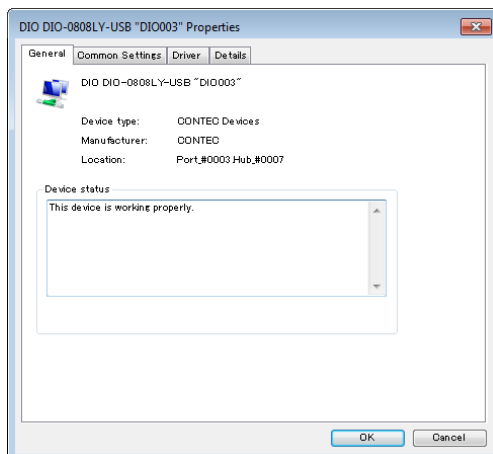 DIO DIO-0808LY-USB "DIO003" Properties
General Common Settings Driver Details
DIO DIO-0808LY-USB "DIO003"
Device type: CONTEC Devices
Manufacturer: CONTEC
Location: Port_#0003.Hub_#0007
Device status
This device is working properly.
OK Cancel